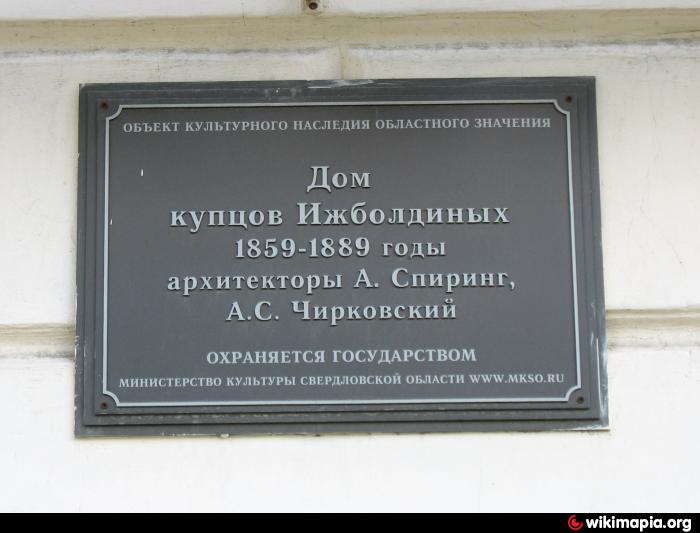 ОБЪЕКТ КУЛЬТУРНОГО НАСЛЕДИЯ ОБЛАСТНОГО ЗНАЧЕНИЯ
Дом
купцов Ижболдиных
1859-1889 годы
архитекторы А. Спиринг,
А.С. Чирковский
ОХРАНЯЕТСЯ ГОСУДАРСТВОМ
МИНИСТЕРСТВО КУЛЬТУРЫ СВЕРДЛОВСКОЙ ОБЛАСТИ WWW.MKSO.RU
wikimapia.org